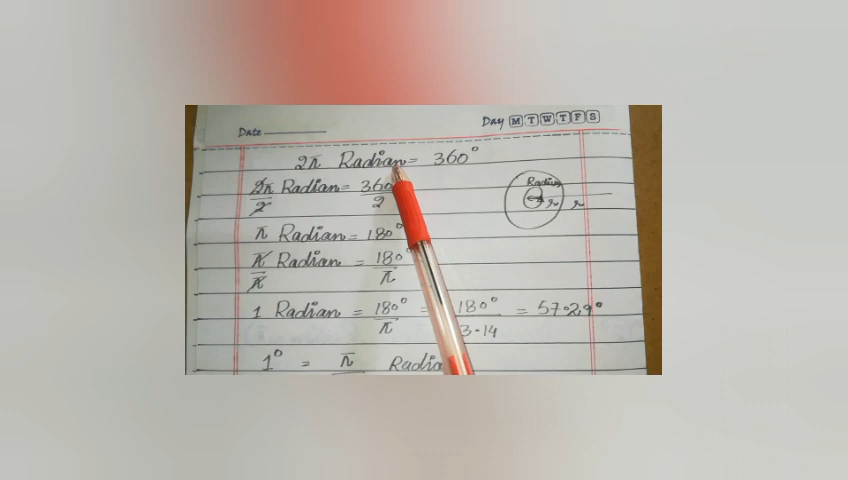 Date
Day M T W T F S
2π Radian = 360°
2π/2 Radian = 360/2
Radius
r r
π Radian = 180°
π/π Radian = 180°/π
1 Radian = 180°/π = 180°/3.14 = 57.29°
1° = π Radia